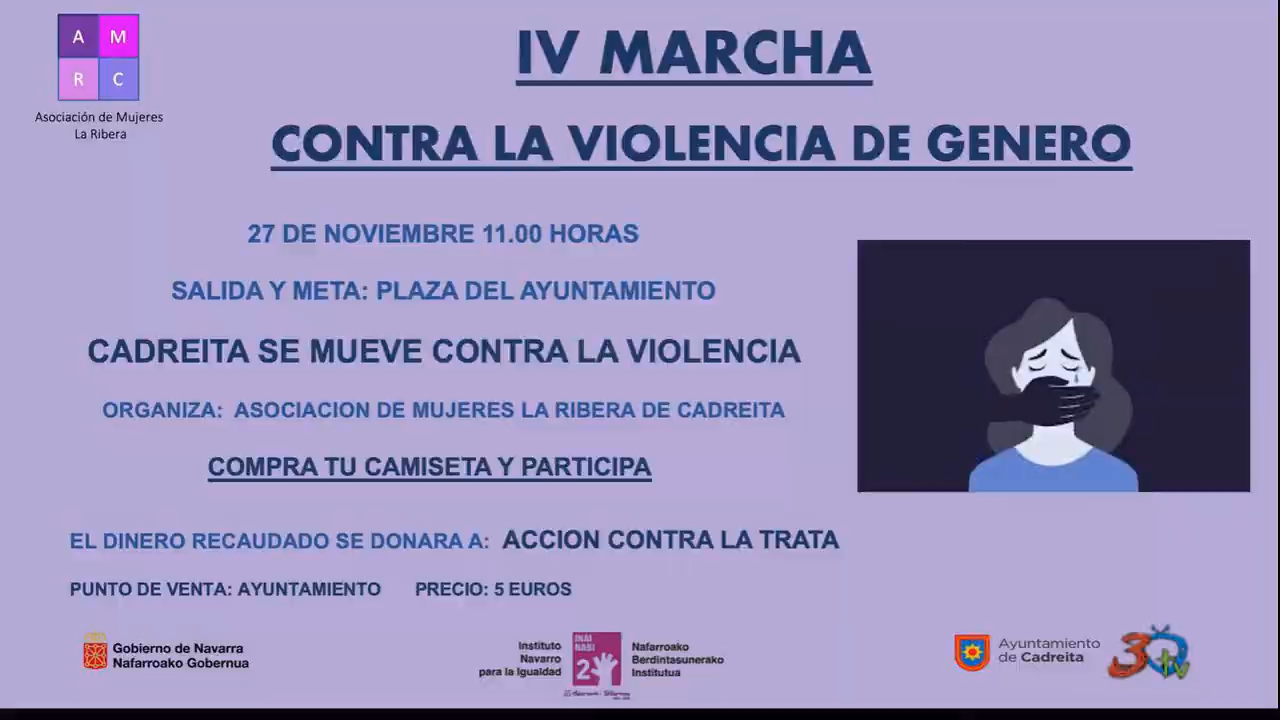 A M
R C
Asociación de Mujeres
La Ribera
IV MARCHA
CONTRA LA VIOLENCIA DE GENERO
27 DE NOVIEMBRE 11.00 HORAS
SALIDA Y META: PLAZA DEL AYUNTAMIENTO
CADREITA SE MUEVE CONTRA LA VIOLENCIA
ORGANIZA: ASOCIACION DE MUJERES LA RIBERA DE CADREITA
COMPRA TU CAMISETA Y PARTICIPA
EL DINERO RECAUDADO SE DONARA A: ACCION CONTRA LA TRATA
PUNTO DE VENTA: AYUNTAMIENTO PRECIO: 5 EUROS
Gobierno de Navarra
Nafarroako Gobernua
Instituto
Navarro
para la Igualdad
INAI
NABI
2
Nafarroako
Berdintasunerako
Institutua
Ayuntamiento
de Cadreita
3Qtv